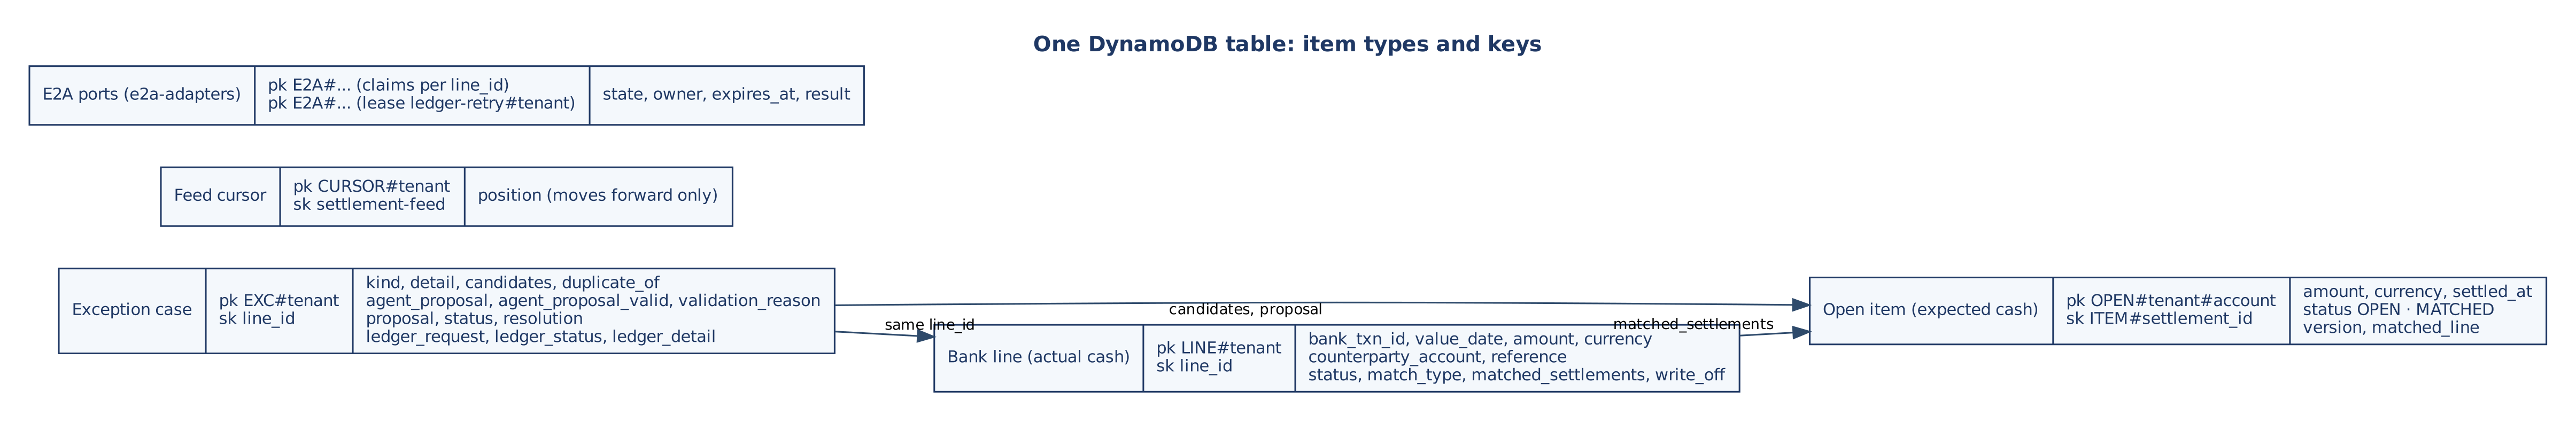 One DynamoDB table: item types and keys
E2A ports (e2a-adapters)
pk E2A#... (claims per line_id)
pk E2A#... (lease ledger-retry#tenant)
state, owner, expires_at, result
Feed cursor
pk CURSOR#tenant
sk settlement-feed
position (moves forward only)
Exception case
pk EXC#tenant
sk line_id
kind, detail, candidates, duplicate_of
agent_proposal, agent_proposal_valid, validation_reason
proposal, status, resolution
ledger_request, ledger_status, ledger_detail
same line_id
candidates, proposal
Bank line (actual cash)
pk LINE#tenant
sk line_id
bank_txn_id, value_date, amount, currency
counterparty_account, reference
status, match_type, matched_settlements, write_off
matched_settlements
Open item (expected cash)
pk OPEN#tenant#account
sk ITEM#settlement_id
amount, currency, settled_at
status OPEN · MATCHED
version, matched_line